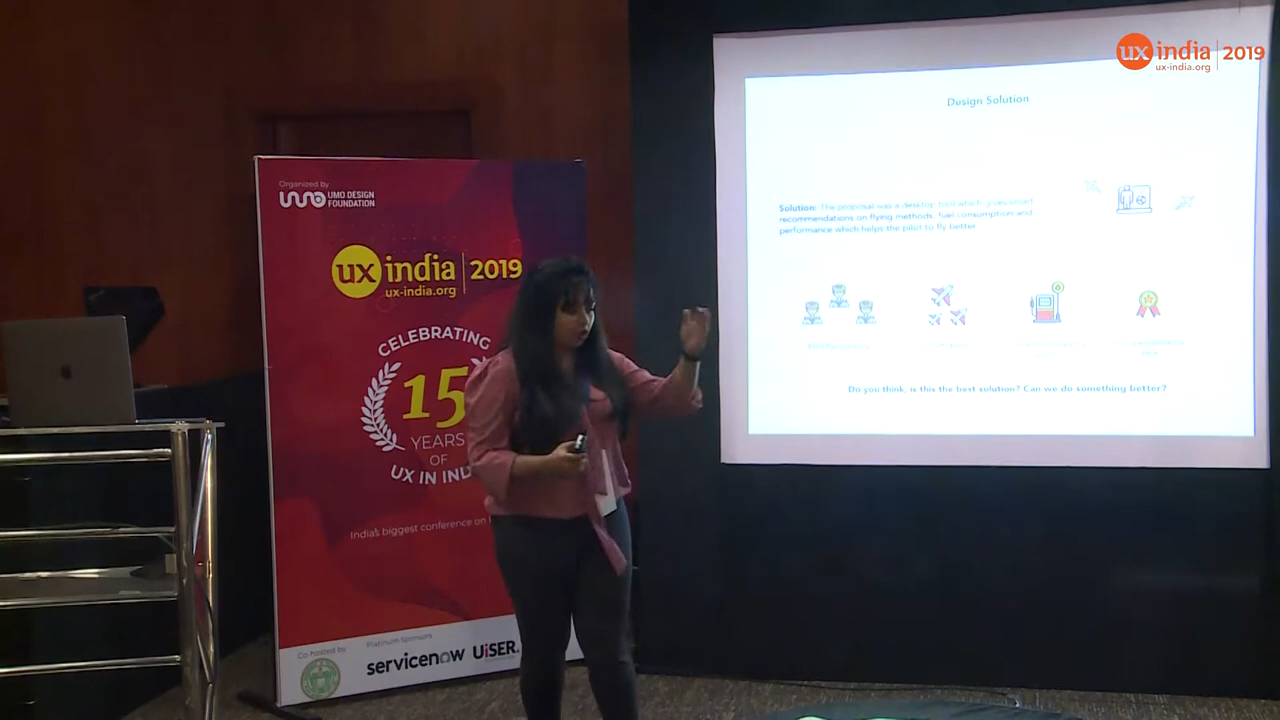 Organized by
UMO DESIGN
FOUNDATION
ux india 2019
ux-india.org
CELEBRATING
15
YEARS
OF
UX IN IND
India's biggest conference on
Co-hosted by
Platinum Sponsors
servicenow
UiSER.
ux india 2019
ux-india.org
Design Solution
Solution: The proposal was a desktop tool which gives smart
recommendations on flying methods, fuel consumption and
performance which helps the pilot to fly better.
Do you think, is this the best solution? Can we do something better?